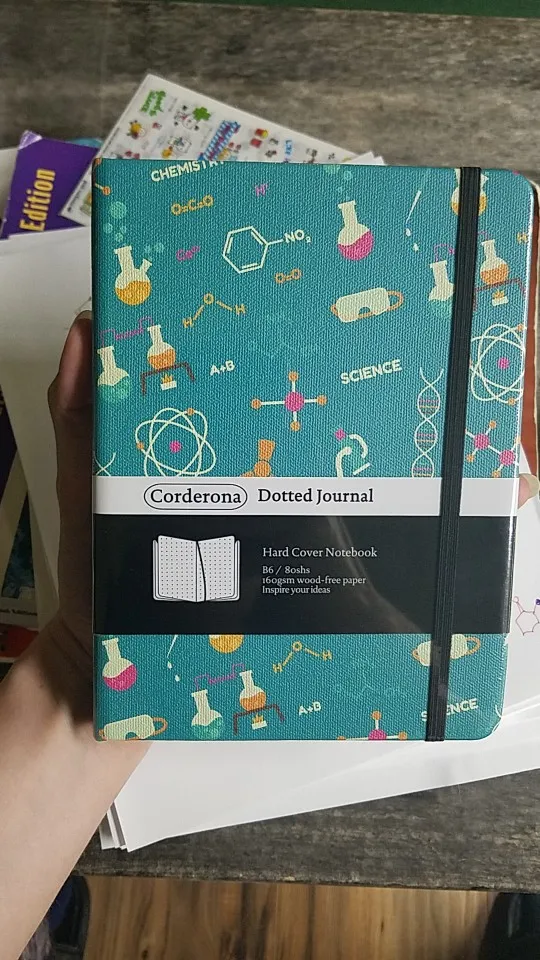 Edition
CHEMISTRY
O=C=O
H
NO₂
O=O
H O H
A+B
SCIENCE
Corderona Dotted Journal
Hard Cover Notebook
B6 / 80shs
160gsm wood-free paper
Inspire your ideas
H O H
A+B
SCIENCE